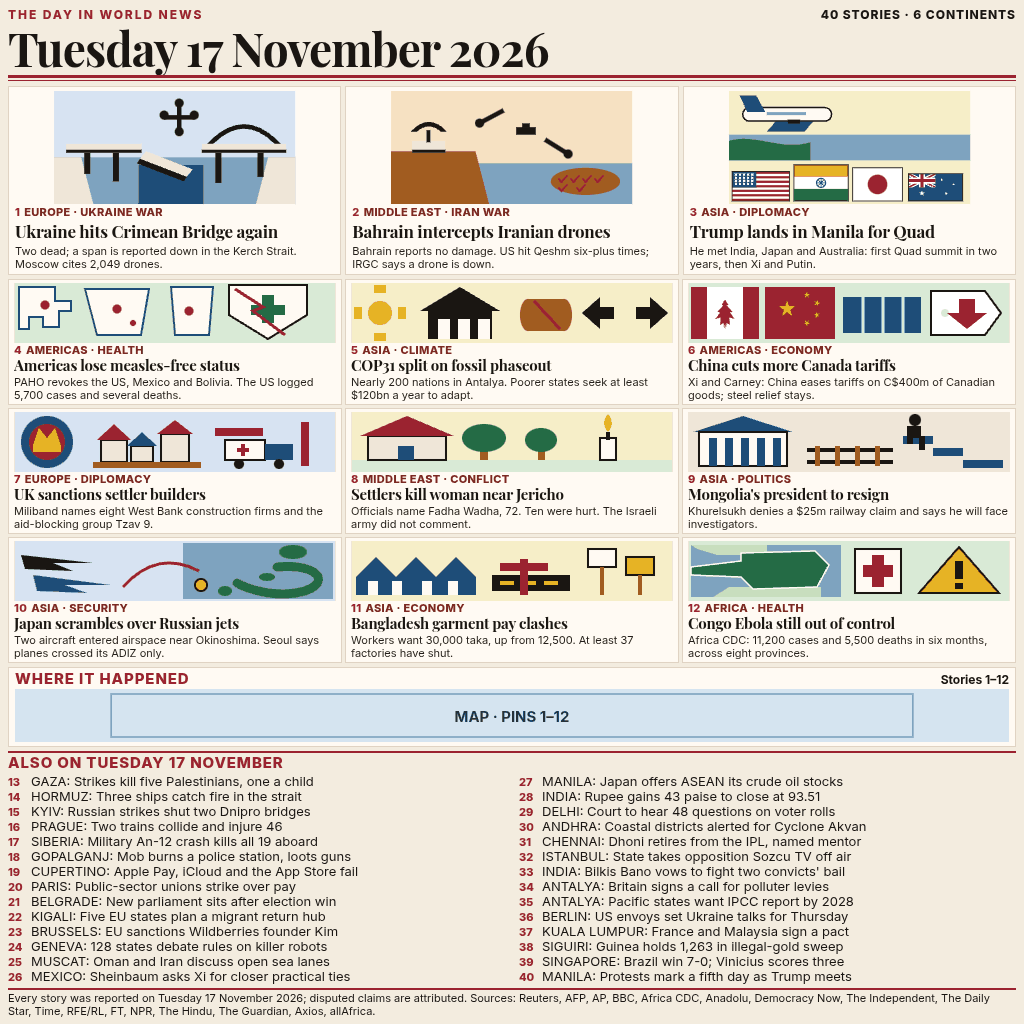 THE DAY IN WORLD NEWS
40 STORIES · 6 CONTINENTS
Tuesday 17 November 2026
1 EUROPE · UKRAINE WAR
Ukraine hits Crimean Bridge again
Two dead; a span is reported down in the Kerch Strait.
Moscow cites 2,049 drones.
2 MIDDLE EAST · IRAN WAR
Bahrain intercepts Iranian drones
Bahrain reports no damage. US hit Qeshm six-plus times;
IRGC says a drone is down.
3 ASIA · DIPLOMACY
Trump lands in Manila for Quad
He met India, Japan and Australia: first Quad summit in two
years, then Xi and Putin.
4 AMERICAS · HEALTH
Americas lose measles-free status
PAHO revokes the US, Mexico and Bolivia. The US logged
5,700 cases and several deaths.
5 ASIA · CLIMATE
COP31 split on fossil phaseout
Nearly 200 nations in Antalya. Poorer states seek at least
$120bn a year to adapt.
6 AMERICAS · ECONOMY
China cuts more Canada tariffs
Xi and Carney: China eases tariffs on C$400m of Canadian
goods; steel relief stays.
7 EUROPE · DIPLOMACY
UK sanctions settler builders
Miliband names eight West Bank construction firms and the
aid-blocking group Tzav 9.
8 MIDDLE EAST · CONFLICT
Settlers kill woman near Jericho
Officials name Fadha Wadha, 72. Ten were hurt. The Israeli
army did not comment.
9 ASIA · POLITICS
Mongolia's president to resign
Khurelsukh denies a $25m railway claim and says he will face
investigators.
10 ASIA · SECURITY
Japan scrambles over Russian jets
Two aircraft entered airspace near Okinoshima. Seoul says
planes crossed its ADIZ only.
11 ASIA · ECONOMY
Bangladesh garment pay clashes
Workers want 30,000 taka, up from 12,500. At least 37
factories have shut.
12 AFRICA · HEALTH
Congo Ebola still out of control
Africa CDC: 11,200 cases and 5,500 deaths in six months,
across eight provinces.
WHERE IT HAPPENED
Stories 1–12
MAP · PINS 1–12
ALSO ON TUESDAY 17 NOVEMBER
13 GAZA: Strikes kill five Palestinians, one a child
14 HORMUZ: Three ships catch fire in the strait
15 KYIV: Russian strikes shut two Dnipro bridges
16 PRAGUE: Two trains collide and injure 46
17 SIBERIA: Military An-12 crash kills all 19 aboard
18 GOPALGANJ: Mob burns a police station, loots guns
19 CUPERTINO: Apple Pay, iCloud and the App Store fail
20 PARIS: Public-sector unions strike over pay
21 BELGRADE: New parliament sits after election win
22 KIGALI: Five EU states plan a migrant return hub
23 BRUSSELS: EU sanctions Wildberries founder Kim
24 GENEVA: 128 states debate rules on killer robots
25 MUSCAT: Oman and Iran discuss open sea lanes
26 MEXICO: Sheinbaum asks Xi for closer practical ties
27 MANILA: Japan offers ASEAN its crude oil stocks
28 INDIA: Rupee gains 43 paise to close at 93.51
29 DELHI: Court to hear 48 questions on voter rolls
30 ANDHRA: Coastal districts alerted for Cyclone Akvan
31 CHENNAI: Dhoni retires from the IPL, named mentor
32 ISTANBUL: State takes opposition Sozcu TV off air
33 INDIA: Bilkis Bano vows to fight two convicts' bail
34 ANTALYA: Britain signs a call for polluter levies
35 ANTALYA: Pacific states want IPCC report by 2028
36 BERLIN: US envoys set Ukraine talks for Thursday
37 KUALA LUMPUR: France and Malaysia sign a pact
38 SIGUIRI: Guinea holds 1,263 in illegal-gold sweep
39 SINGAPORE: Brazil win 7-0; Vinicius scores three
40 MANILA: Protests mark a fifth day as Trump meets
Every story was reported on Tuesday 17 November 2026; disputed claims are attributed. Sources: Reuters, AFP, AP, BBC, Africa CDC, Anadolu, Democracy Now, The Independent, The Daily
Star, Time, RFE/RL, FT, NPR, The Hindu, The Guardian, Axios, allAfrica.